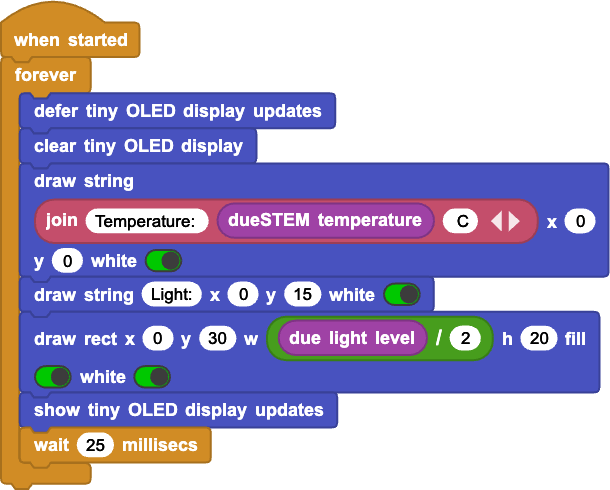 when started
forever
defer tiny OLED display updates
clear tiny OLED display
draw string
join Temperature: dueSTEM temperature C x 0
y 0 white
draw string Light: x 0 y 15 white
draw rect x 0 y 30 w due light level / 2 h 20 fill
white
show tiny OLED display updates
wait 25 millisecs